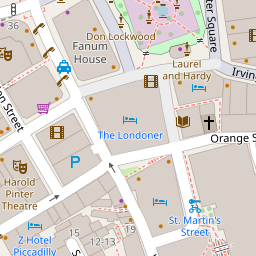 Don Lockwood
36
Fanum
House
ter Square
Laurel
and Hardy
Irvin
on Street
The Londoner
Orange S
P
Harold
Pinter
Theatre
St. Martin's
Street
Z Hotel
Piccadilly
15
12-13
19
S